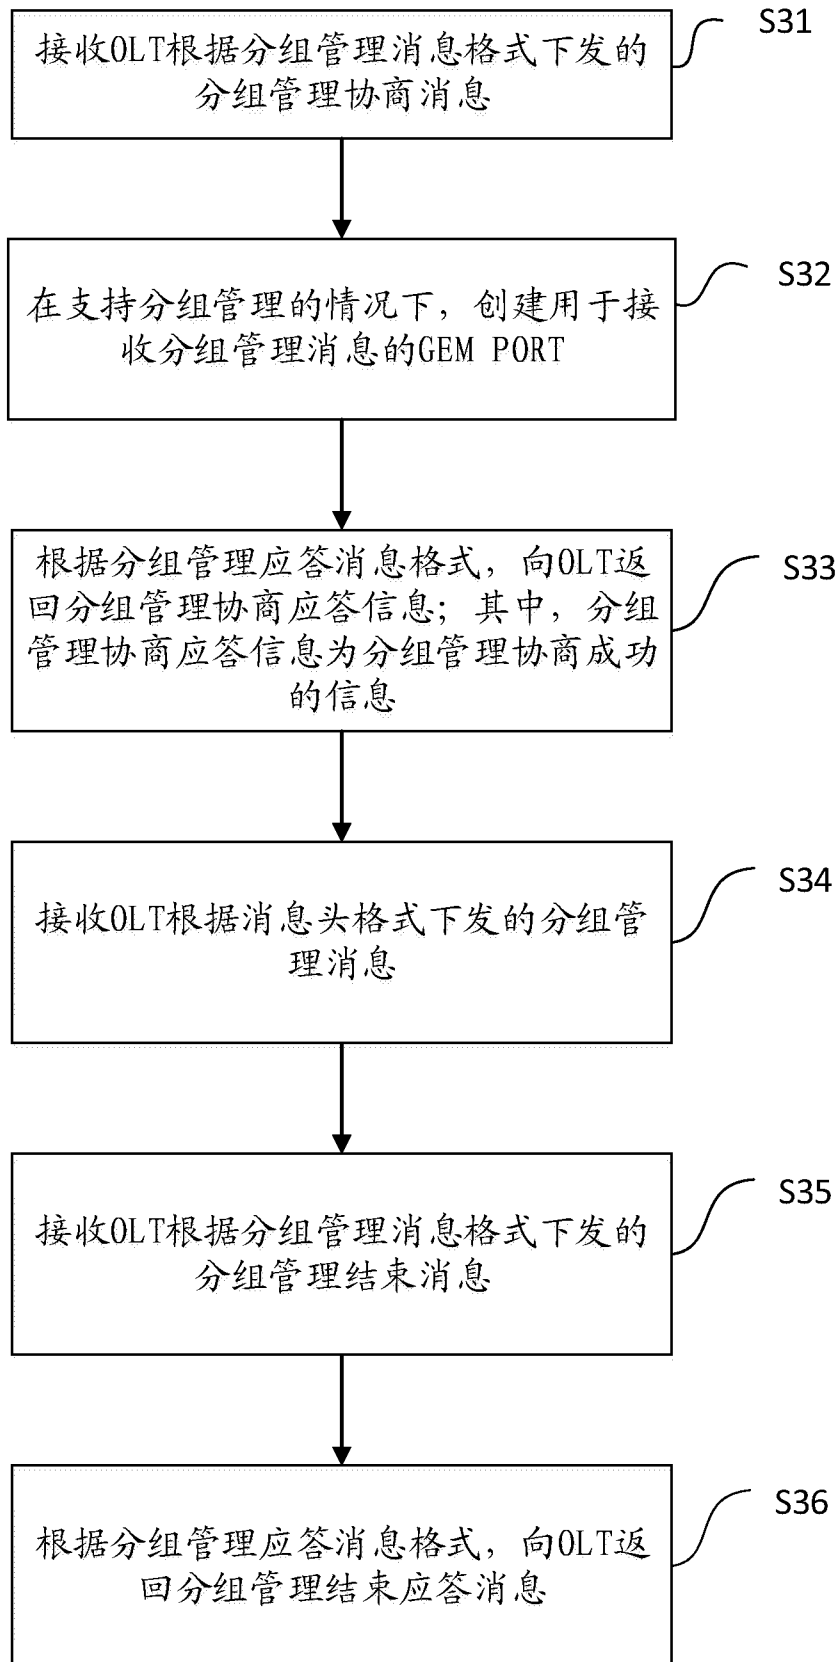 S31
接收OLT根据分组管理消息格式下发的
分组管理协商消息
S32
在支持分组管理的情况下，创建用于接
收分组管理消息的GEM PORT
S33
根据分组管理应答消息格式，向OLT返
回分组管理协商应答信息；其中，分组
管理协商应答信息为分组管理协商成功
的信息
S34
接收OLT根据消息头格式下发的分组管
理消息
S35
接收OLT根据分组管理消息格式下发的
分组管理结束消息
S36
根据分组管理应答消息格式，向OLT返
回分组管理结束应答消息